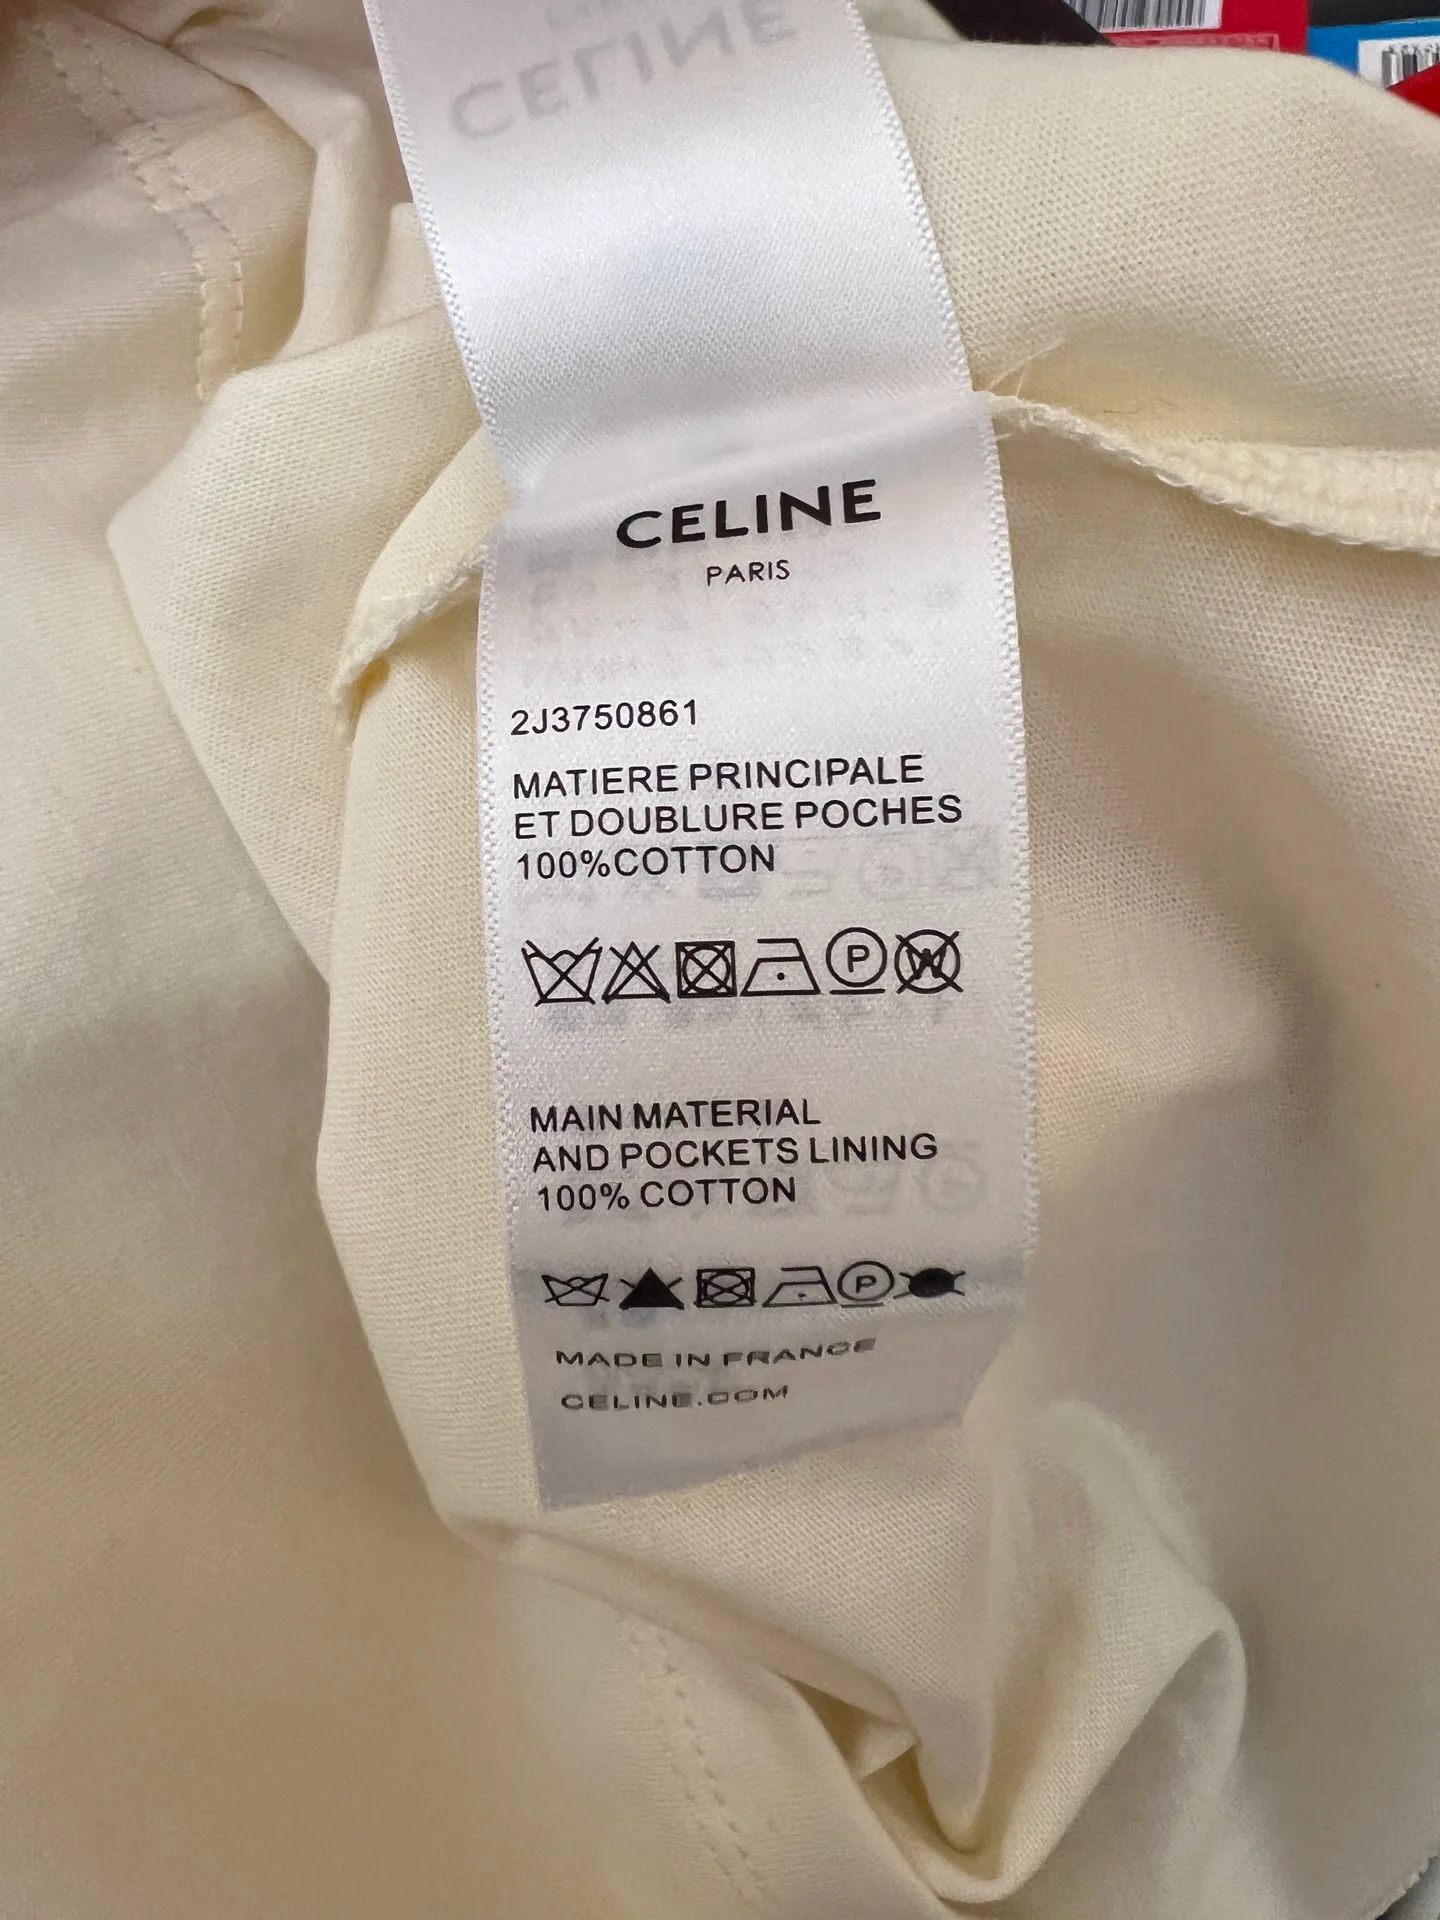 CELINE
CELINE
PARIS
2J3750861
MATIERE PRINCIPALE
ET DOUBLURE POCHES
100%COTTON
P W
MAIN MATERIAL
AND POCKETS LINING
100% COTTON
P
MADE IN FRANCE
CELINE.COM